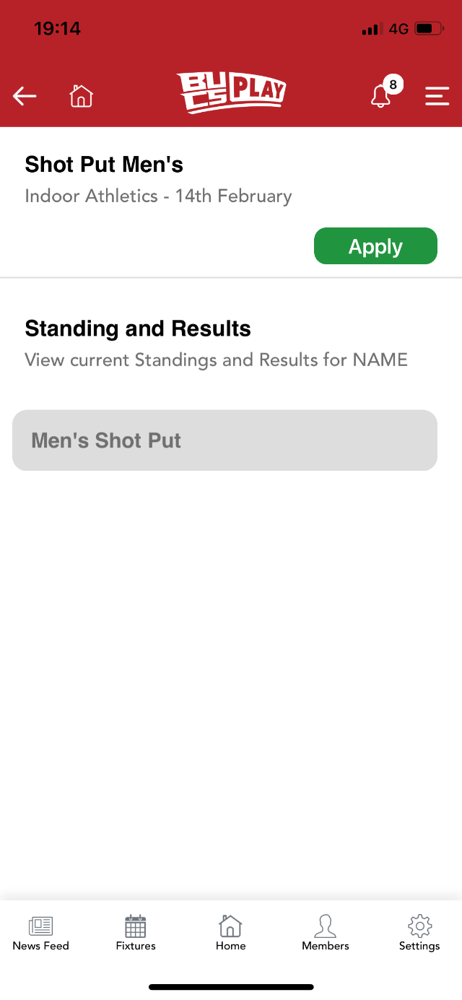 19:14
4G
BUCS PLAY
8
Shot Put Men's
Indoor Athletics - 14th February
Apply
Standing and Results
View current Standings and Results for NAME
Men's Shot Put
News Feed
Fixtures
Home
Members
Settings